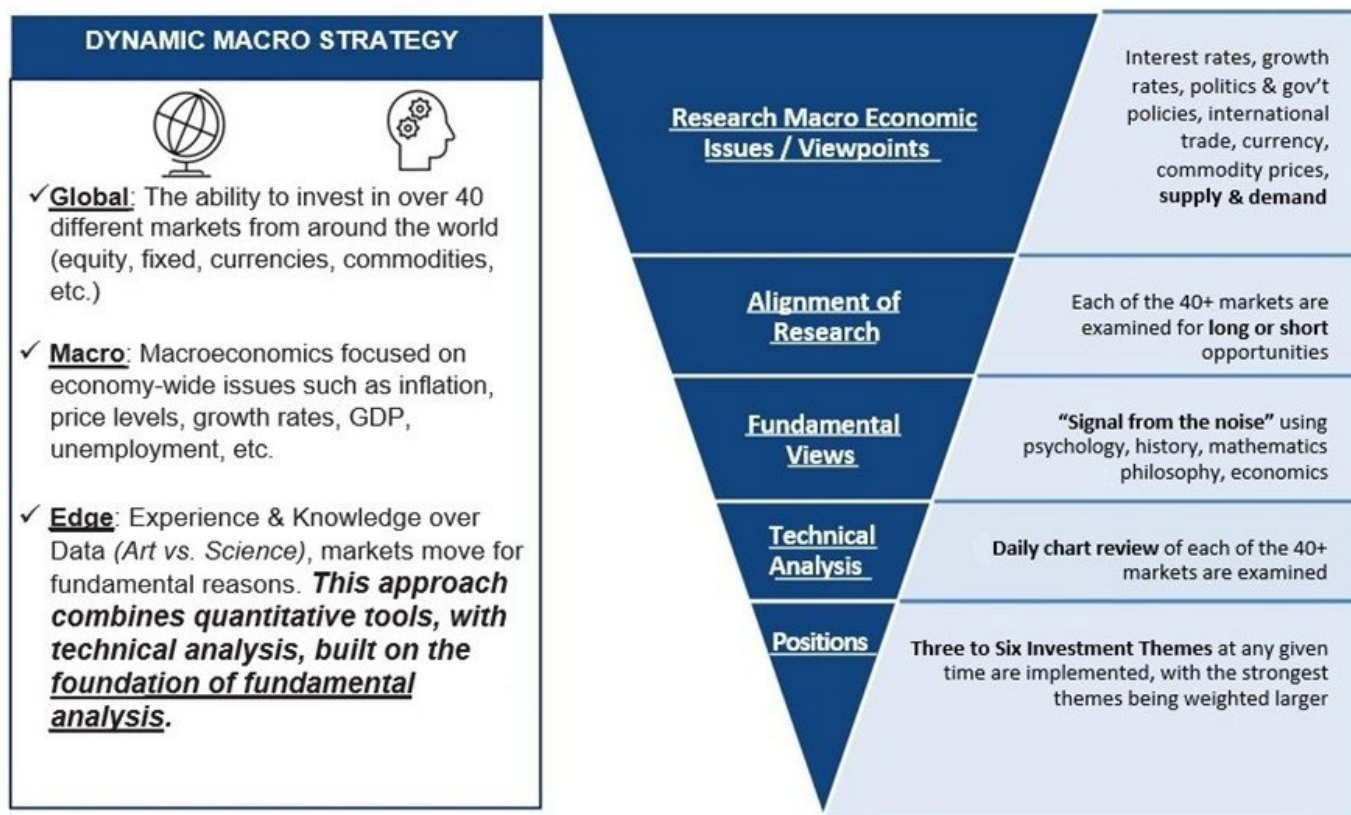 DYNAMIC MACRO STRATEGY
✓ Global: The ability to invest in over 40
different markets from around the world
(equity, fixed, currencies, commodities,
etc.)
✓ Macro: Macroeconomics focused on
economy-wide issues such as inflation,
price levels, growth rates, GDP,
unemployment, etc.
✓ Edge: Experience & Knowledge over
Data (Art vs. Science), markets move for
fundamental reasons. This approach
combines quantitative tools, with
technical analysis, built on the
foundation of fundamental
analysis.
Research Macro Economic
Issues / Viewpoints
Interest rates, growth
rates, politics & gov't
policies, international
trade, currency,
commodity prices,
supply & demand
Alignment of
Research
Each of the 40+ markets are
examined for long or short
opportunities
Fundamental
Views
“Signal from the noise” using
psychology, history, mathematics
philosophy, economics
Technical
Analysis
Daily chart review of each of the 40+
markets are examined
Positions
Three to Six Investment Themes at any given
time are implemented, with the strongest
themes being weighted larger